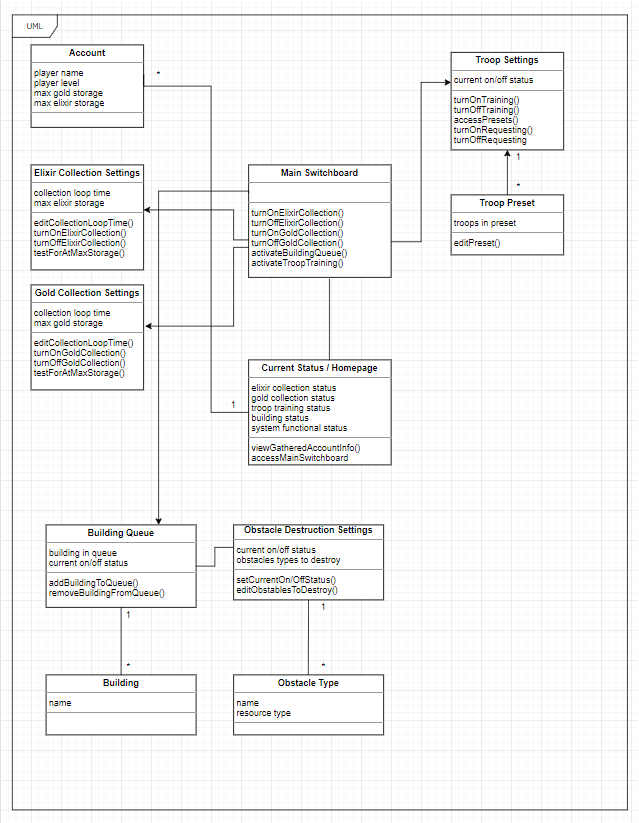 UML
Account
player name
player level
max gold storage
max elixir storage
*
Troop Settings
current on/off status
turnOnTraining()
turnOffTraining()
accessPresets()
turnOnRequesting()
turnOffRequesting
1
*
Troop Preset
troops in preset
editPreset()
Elixir Collection Settings
collection loop time
max elixir storage
editCollectionLoopTime()
turnOnElixirCollection()
turnOffElixirCollection()
testForAtMaxStorage()
Main Switchboard
turnOnElixirCollection()
turnOffElixirCollection()
turnOnGoldCollection()
turnOffGoldCollection()
activateBuildingQueue()
activateTroopTraining()
Gold Collection Settings
collection loop time
max gold storage
editCollectionLoopTime()
turnOnGoldCollection()
turnOffGoldCollection()
testForAtMaxStorage()
Current Status / Homepage
elixir collection status
gold collection status
troop training status
building status
system functional status
viewGatheredAccountInfo()
accessMainSwitchboard
1
Building Queue
building in queue
current on/off status
addBuildingToQueue()
removeBuildingFromQueue()
Obstacle Destruction Settings
current on/off status
obstacles types to destroy
setCurrentOn/OffStatus()
editObstablesToDestroy()
1
*
1
*
Building
name
Obstacle Type
name
resource type